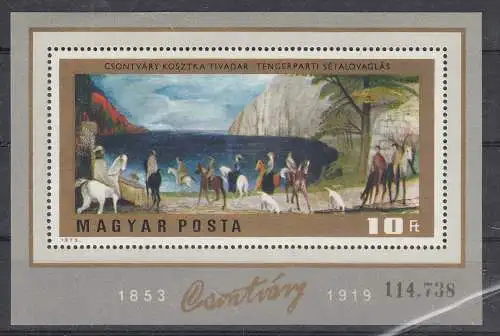 CSONTVÁRY KOSZTKA TIVADAR TENGERPARTI SÉTALOVAGLÁS
MAGYAR POSTA 10 Ft
1973
1853 Csontváry 1919 114.738